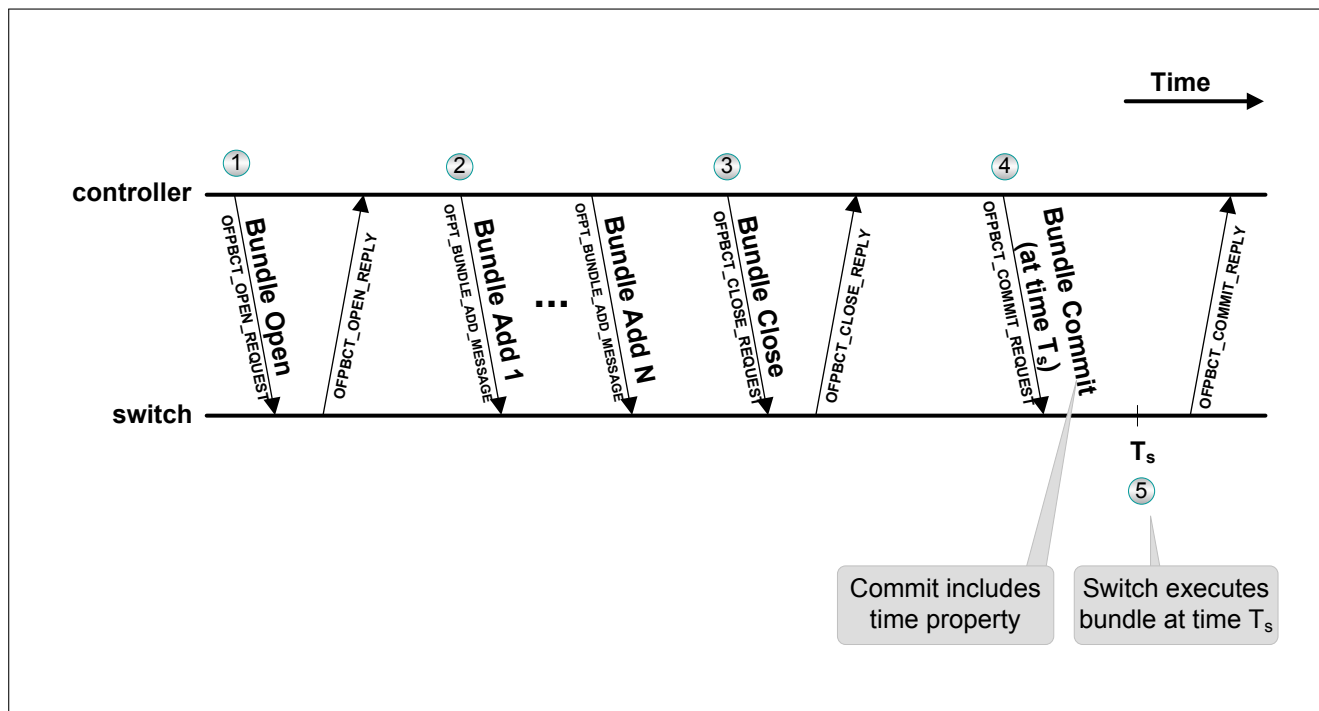 Time
1
2
3
4
controller
Bundle Open
OFPBCT_OPEN_REQUEST
OFPBCT_OPEN_REPLY
Bundle Add 1
OFPT_BUNDLE_ADD_MESSAGE
...
Bundle Add N
OFPT_BUNDLE_ADD_MESSAGE
Bundle Close
OFPBCT_CLOSE_REQUEST
OFPBCT_CLOSE_REPLY
Bundle Commit
(at time Ts)
OFPBCT_COMMIT_REQUEST
OFPBCT_COMMIT_REPLY
switch
Ts
5
Commit includes
time property
Switch executes
bundle at time Ts